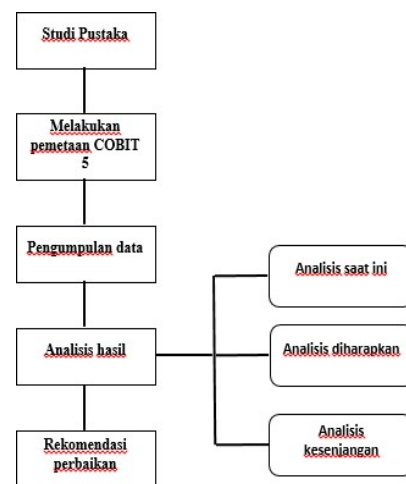 Studi Pustaka
Melakukan
pemetaan COBIT
5
Pengumpulan data
Analisis hasil
Rekomendasi
perbaikan
Analisis saat ini
Analisis diharapkan
Analisis
kesenjangan